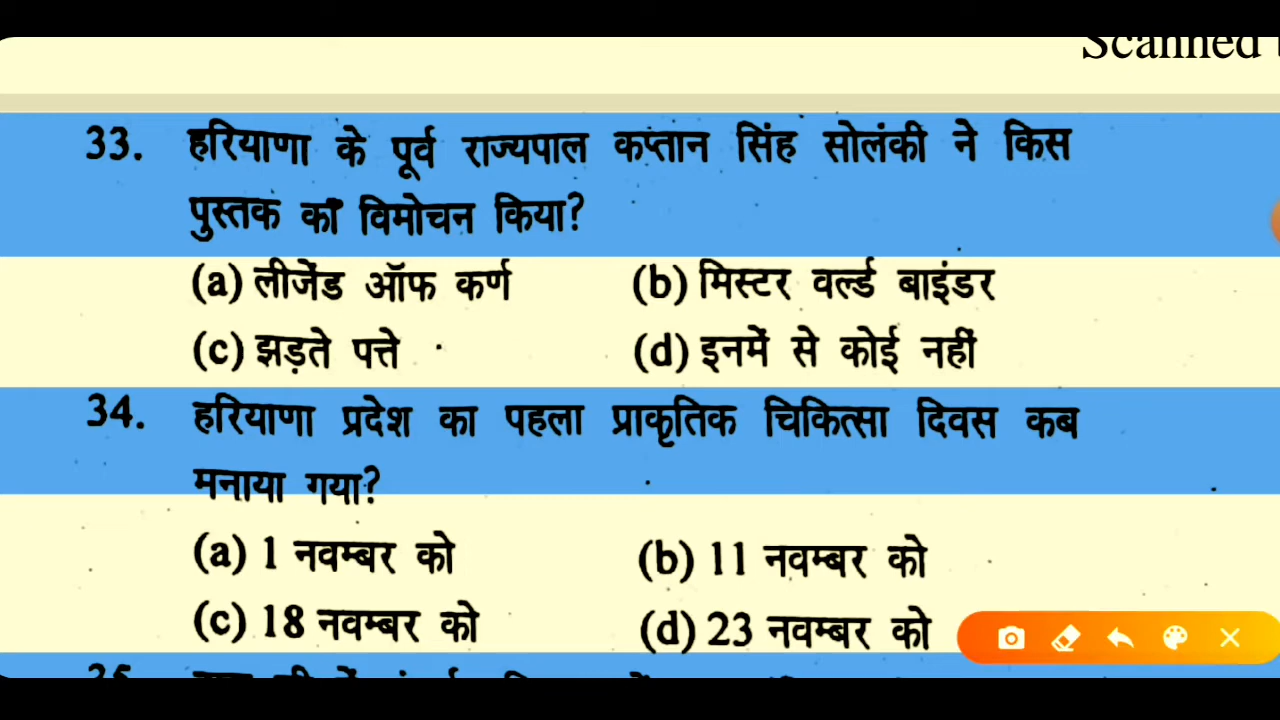 Scanned
33. हरियाणा के पूर्व राज्यपाल कप्तान सिंह सोलंकी ने किस
पुस्तक का विमोचन किया?
(a) लीजेंड ऑफ कर्ण (b) मिस्टर वर्ल्ड बाइंडर
(c) झड़ते पत्ते (d) इनमें से कोई नहीं
34. हरियाणा प्रदेश का पहला प्राकृतिक चिकित्सा दिवस कब
मनाया गया?
(a) 1 नवम्बर को (b) 11 नवम्बर को
(c) 18 नवम्बर को (d) 23 नवम्बर को